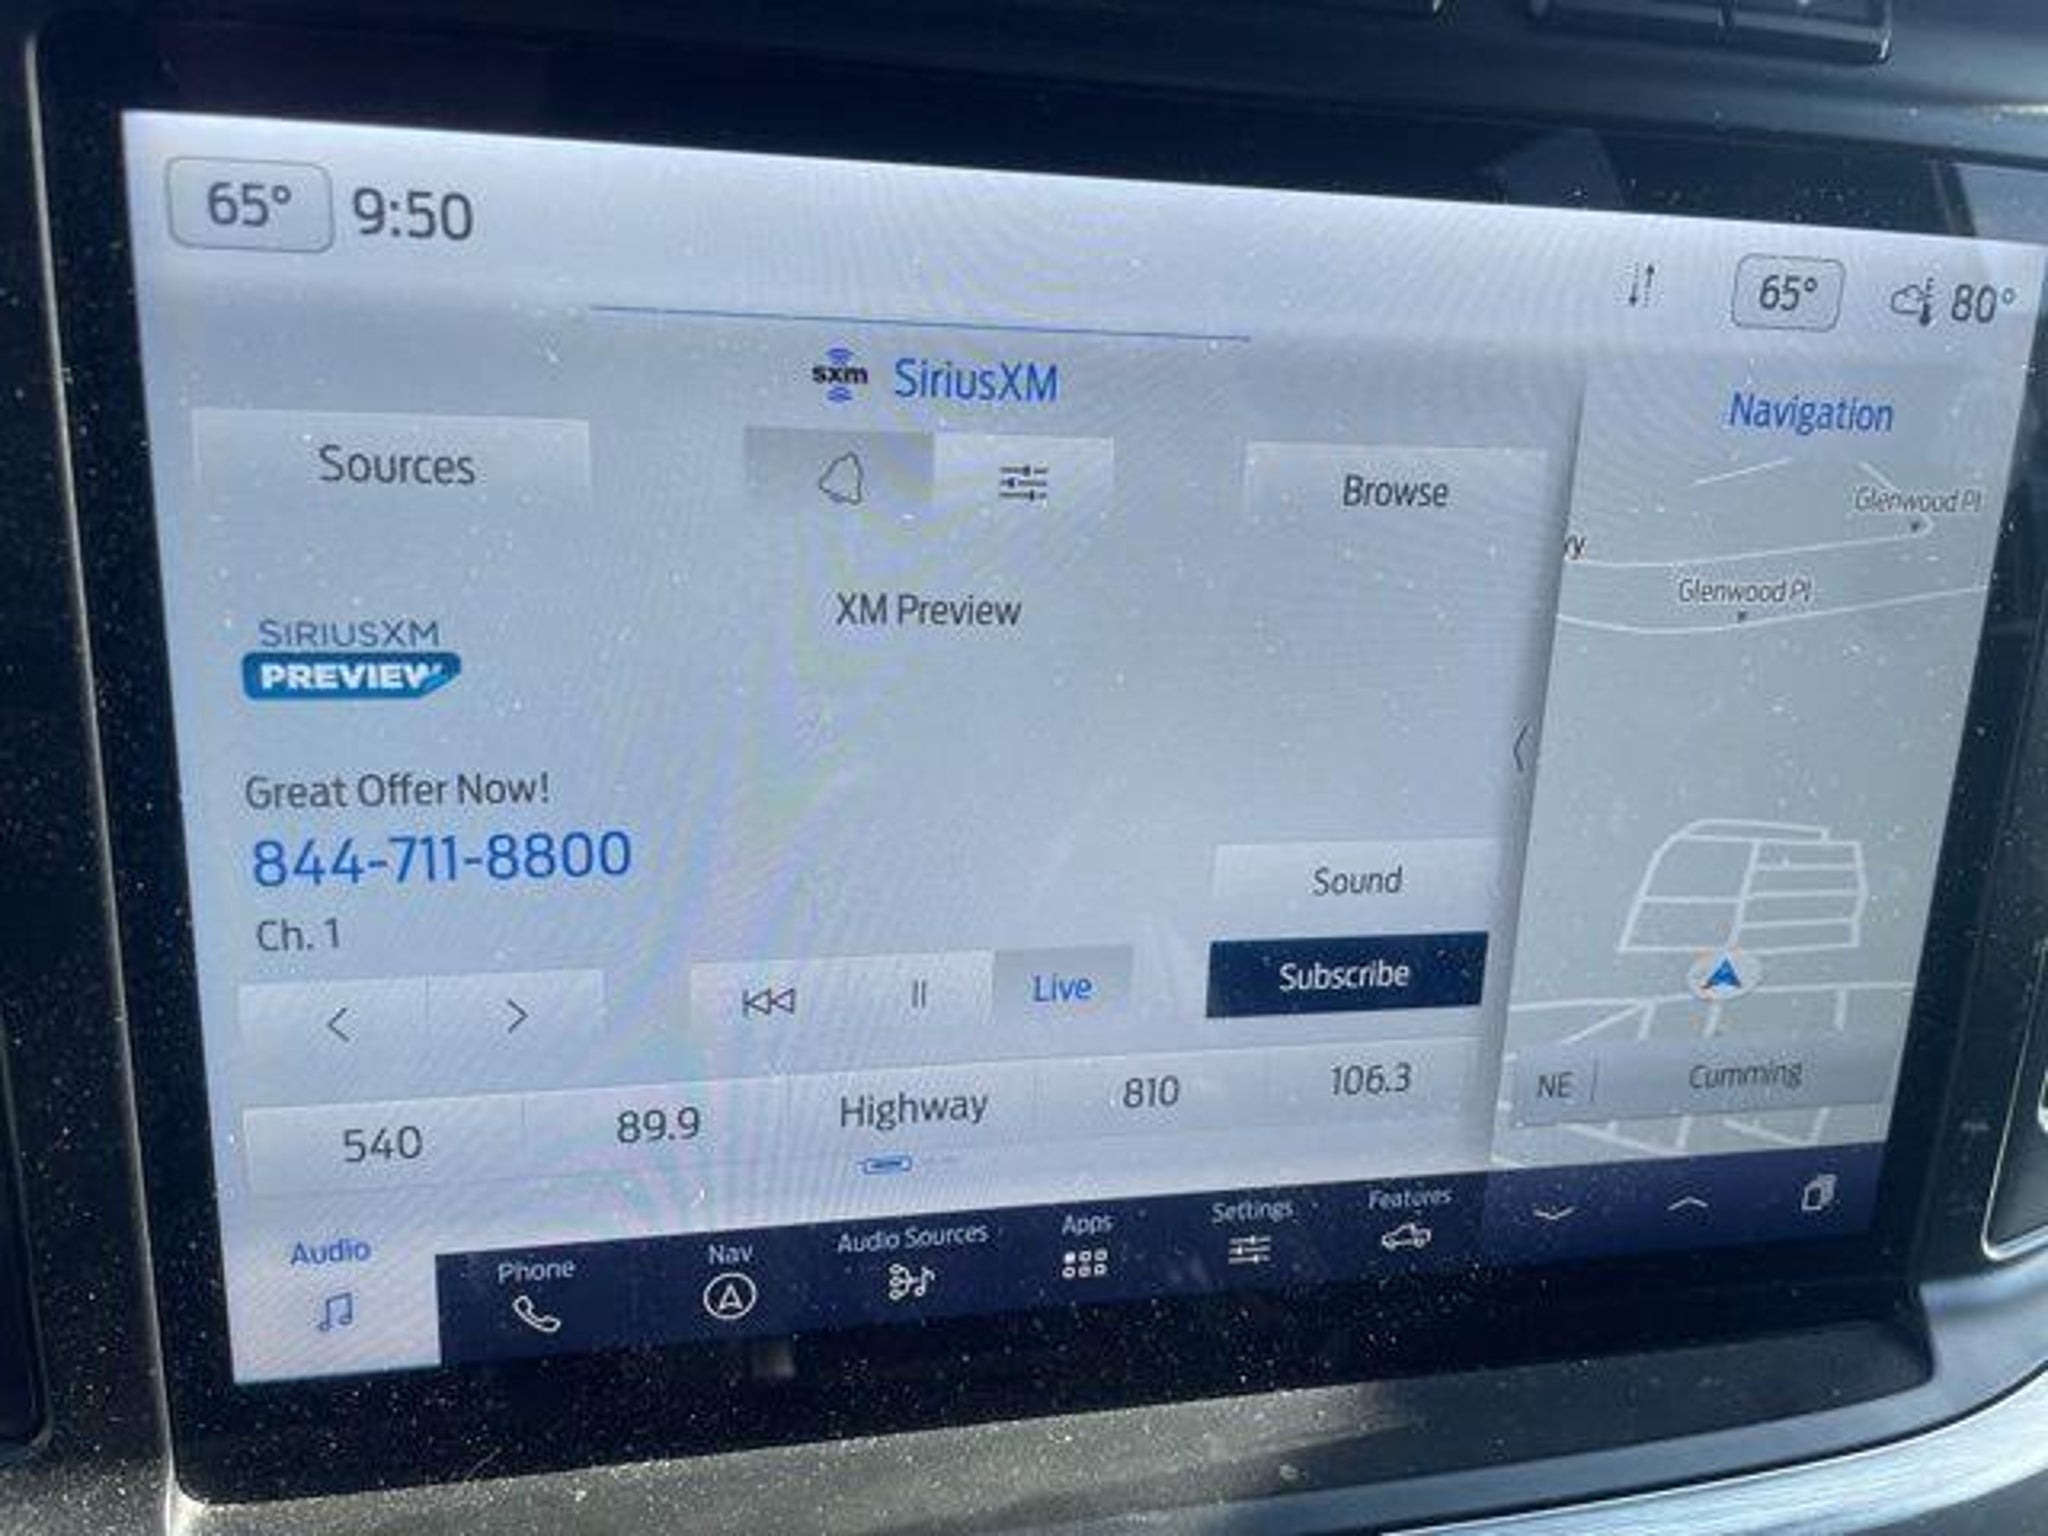 65° 9:50
65° 80°
sxm SiriusXM
Navigation
Sources
Browse
Glenwood Pl
Glenwood Pl
XM Preview
SIRIUSXM
PREVIEW
Great Offer Now!
844-711-8800
Ch. 1
Sound
Subscribe
Live
540
89.9
Highway
810
106.3
NE
Cumming
Audio
Phone
Nav
Audio Sources
Apps
Settings
Features